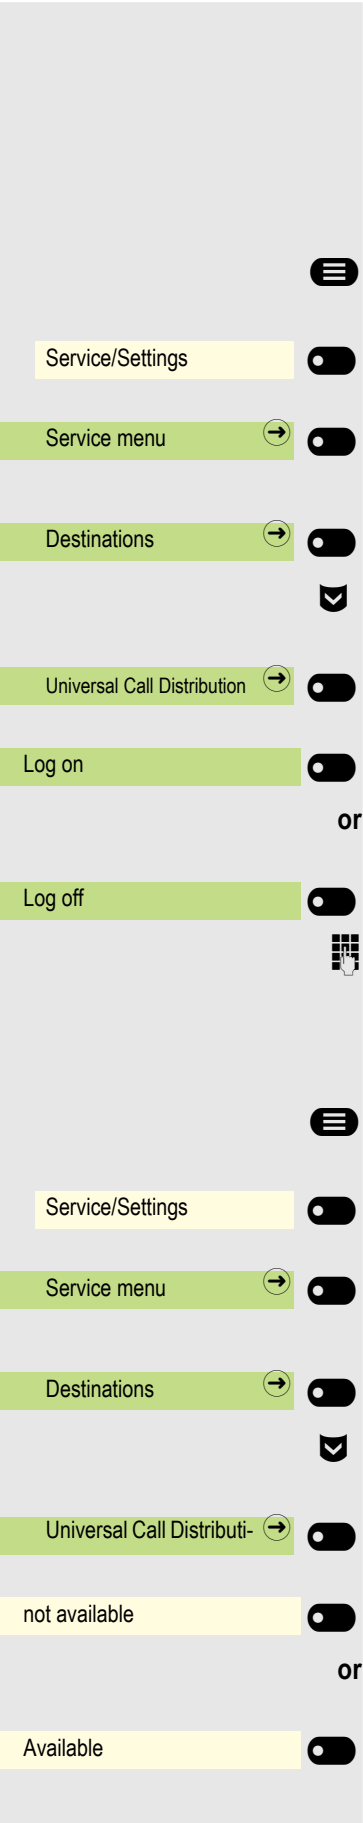 Service/Settings
Service menu
Destinations
Universal Call Distribution
Log on
or
Log off
Service/Settings
Service menu
Destinations
Universal Call Distributi-
not available
or
Available